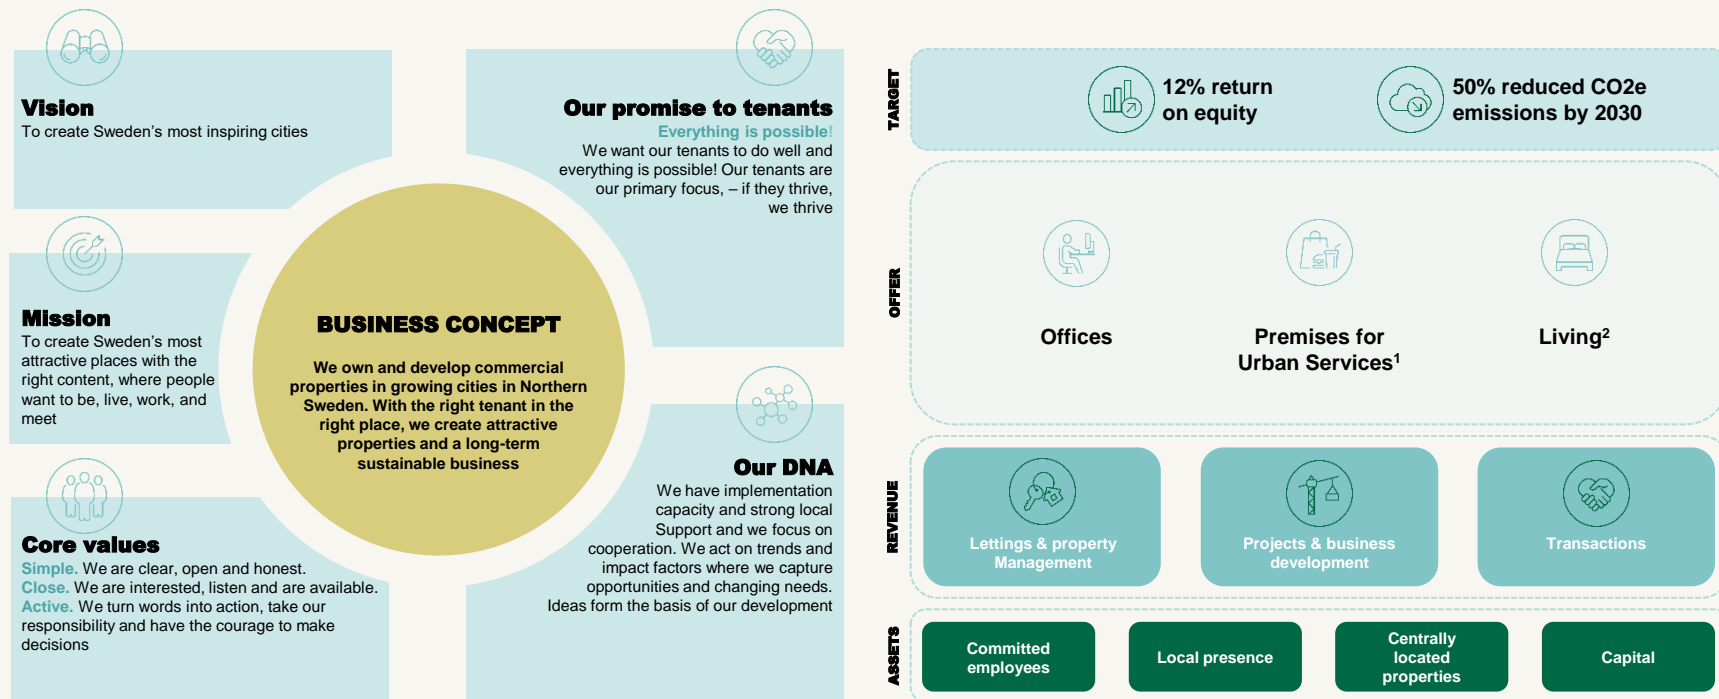 Vision
To create Sweden's most inspiring cities
Mission
To create Sweden's most
attractive places with the
right content, where people
want to be, live, work, and
meet
Core values
Simple. We are clear, open and honest.
Close. We are interested, listen and are available.
Active. We turn words into action, take our
responsibility and have the courage to make
decisions
BUSINESS CONCEPT
We own and develop commercial
properties in growing cities in Northern
Sweden. With the right tenant in the
right place, we create attractive
properties and a long-term
sustainable business
Our promise to tenants
Everything is possible!
We want our tenants to do well and
everything is possible! Our tenants are
our primary focus, – if they thrive,
we thrive
Our DNA
We have implementation
capacity and strong local
Support and we focus on
cooperation. We act on trends and
impact factors where we capture
opportunities and changing needs.
Ideas form the basis of our development
TARGET
12% return
on equity
50% reduced CO2e
emissions by 2030
OFFER
Offices
Premises for
Urban Services¹
Living²
REVENUE
Lettings & property
Management
Projects & business
development
Transactions
ASSETS
Committed
employees
Local presence
Centrally
located
properties
Capital